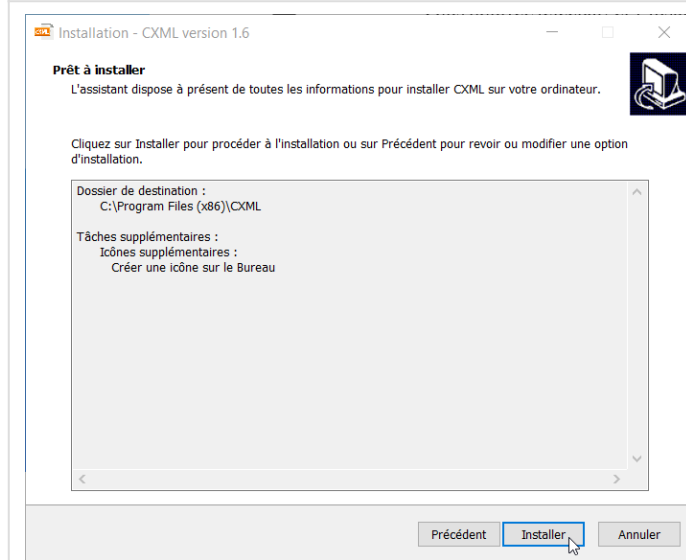 Installation - CXML version 1.6
Prêt à installer
L'assistant dispose à présent de toutes les informations pour installer CXML sur votre ordinateur.
Cliquez sur Installer pour procéder à l'installation ou sur Précédent pour revoir ou modifier une option
d'installation.
Dossier de destination :
C:\Program Files (x86)\CXML
Tâches supplémentaires :
Icônes supplémentaires :
Créer une icône sur le Bureau
Précédent
Installer
Annuler